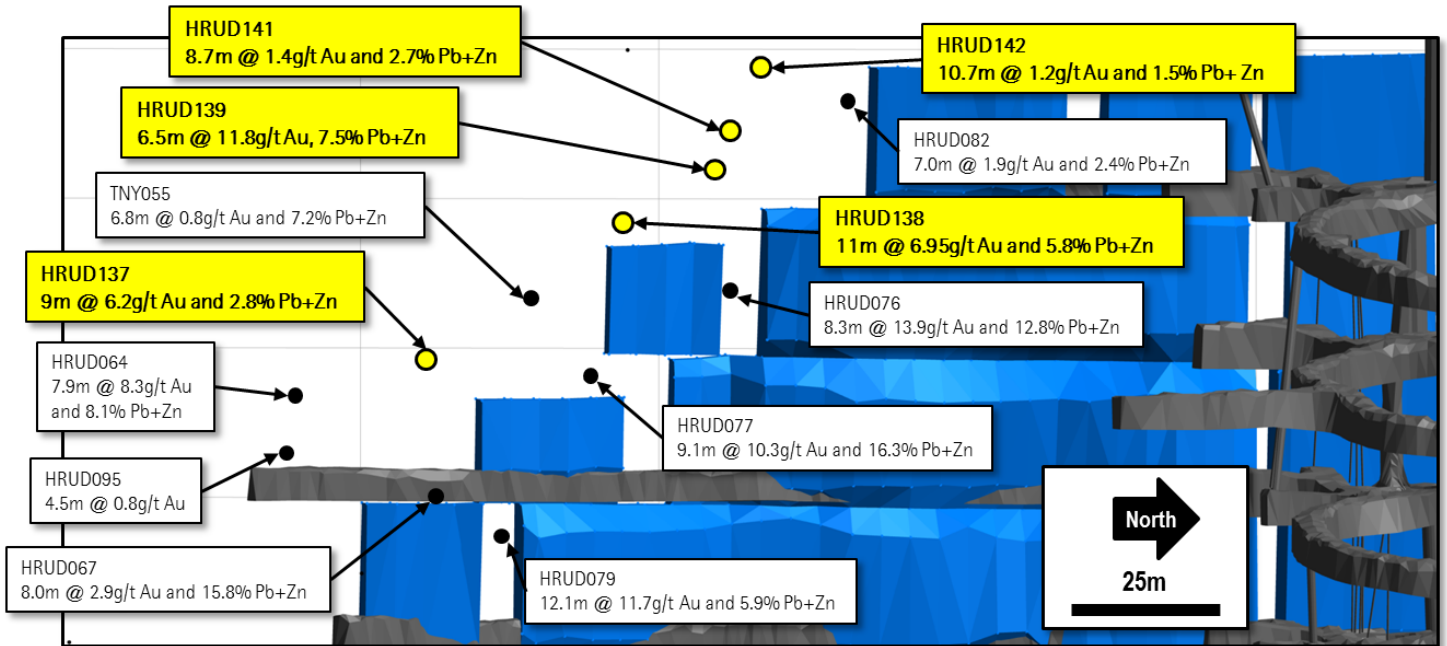 HRUD141
8.7m @ 1.4g/t Au and 2.7% Pb+Zn
HRUD142
10.7m @ 1.2g/t Au and 1.5% Pb+ Zn
HRUD139
6.5m @ 11.8g/t Au, 7.5% Pb+Zn
HRUD082
7.0m @ 1.9g/t Au and 2.4% Pb+Zn
TNY055
6.8m @ 0.8g/t Au and 7.2% Pb+Zn
HRUD138
11m @ 6.95g/t Au and 5.8% Pb+Zn
HRUD137
9m @ 6.2g/t Au and 2.8% Pb+Zn
HRUD076
8.3m @ 13.9g/t Au and 12.8% Pb+Zn
HRUD064
7.9m @ 8.3g/t Au
and 8.1% Pb+Zn
HRUD077
9.1m @ 10.3g/t Au and 16.3% Pb+Zn
HRUD095
4.5m @ 0.8g/t Au
North
25m
HRUD067
8.0m @ 2.9g/t Au and 15.8% Pb+Zn
HRUD079
12.1m @ 11.7g/t Au and 5.9% Pb+Zn